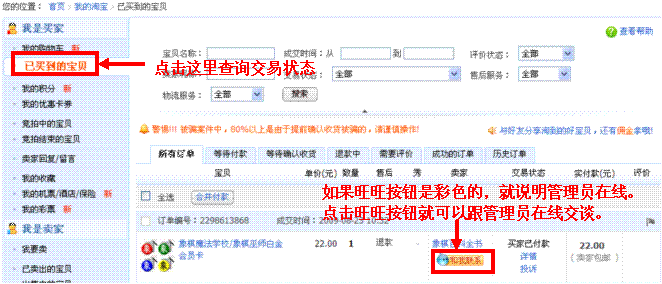 您的位置： 首页 > 我的淘宝 > 已买到的宝贝
我是买家
我的购物车 新
已买到的宝贝
我的积分 新
我的优惠卡券
竞拍中的宝贝
竞拍结束的宝贝
卖家回复/留言
我的收藏
我的机票/酒店/保险 新
我的彩票 新
我是卖家
我要卖
已卖出的宝贝
查看帮助
宝贝名称： 成交时间：从 到 评价状态： 全部
点击这里查询交易状态
交易状态： 全部 售后服务： 全部
物流服务： 全部 搜索
警惕!!! 被骗案件中，80%以上是由于提前确认收货被骗的，请谨慎操作!
与好友分享淘到的好宝贝，还有佣金拿哦!
所有订单 等待付款 等待确认收货 退款中 需要评价 成功的订单 历史订单
宝贝 单价(元) 数量 售后 秀 卖家 交易状态 实付款(元) 评价
全选 合并付款
如果旺旺按钮是彩色的，就说明管理员在线。
点击旺旺按钮就可以跟管理员在线交谈。
订单编号：2298613868 成交时间：
象棋魔法学校/象棋巫师白金会员卡 22.00 1 退款 - 象棋百科全书 买家已付款 22.00
和我联系 详情 (卖家包邮)
投诉